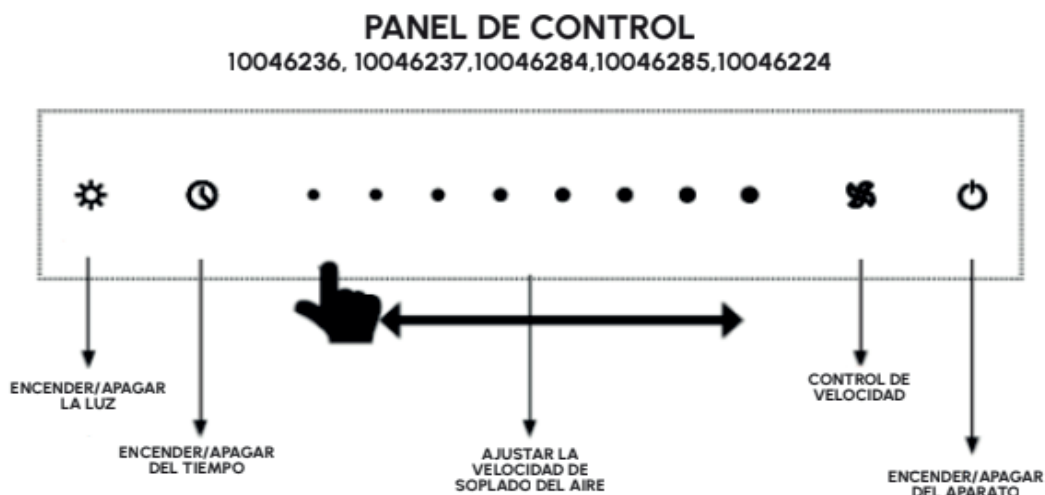 PANEL DE CONTROL
10046236, 10046237,10046284,10046285,10046224
ENCENDER/APAGAR
LA LUZ
ENCENDER/APAGAR
DEL TIEMPO
AJUSTAR LA
VELOCIDAD DE
SOPLADO DEL AIRE
CONTROL DE
VELOCIDAD
ENCENDER/APAGAR
DEL APARATO